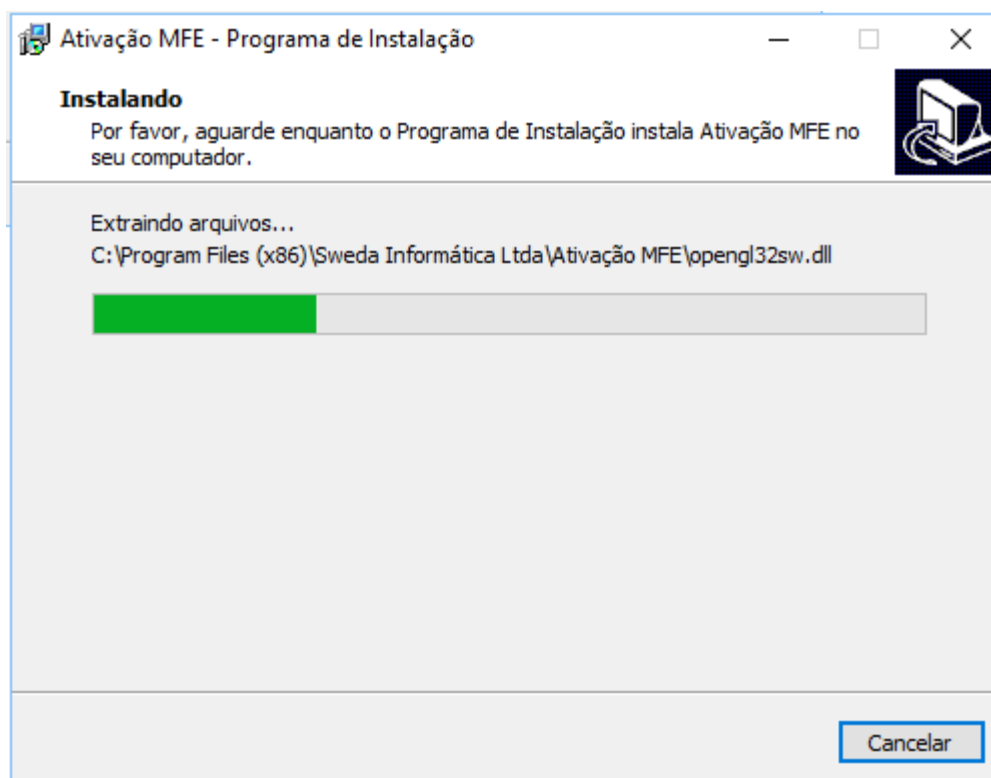 Ativação MFE - Programa de Instalação
Instalando
Por favor, aguarde enquanto o Programa de Instalação instala Ativação MFE no
seu computador.
Extraindo arquivos...
C:\Program Files (x86)\Sweda Informática Ltda\Ativação MFE\opengl32sw.dll
Cancelar